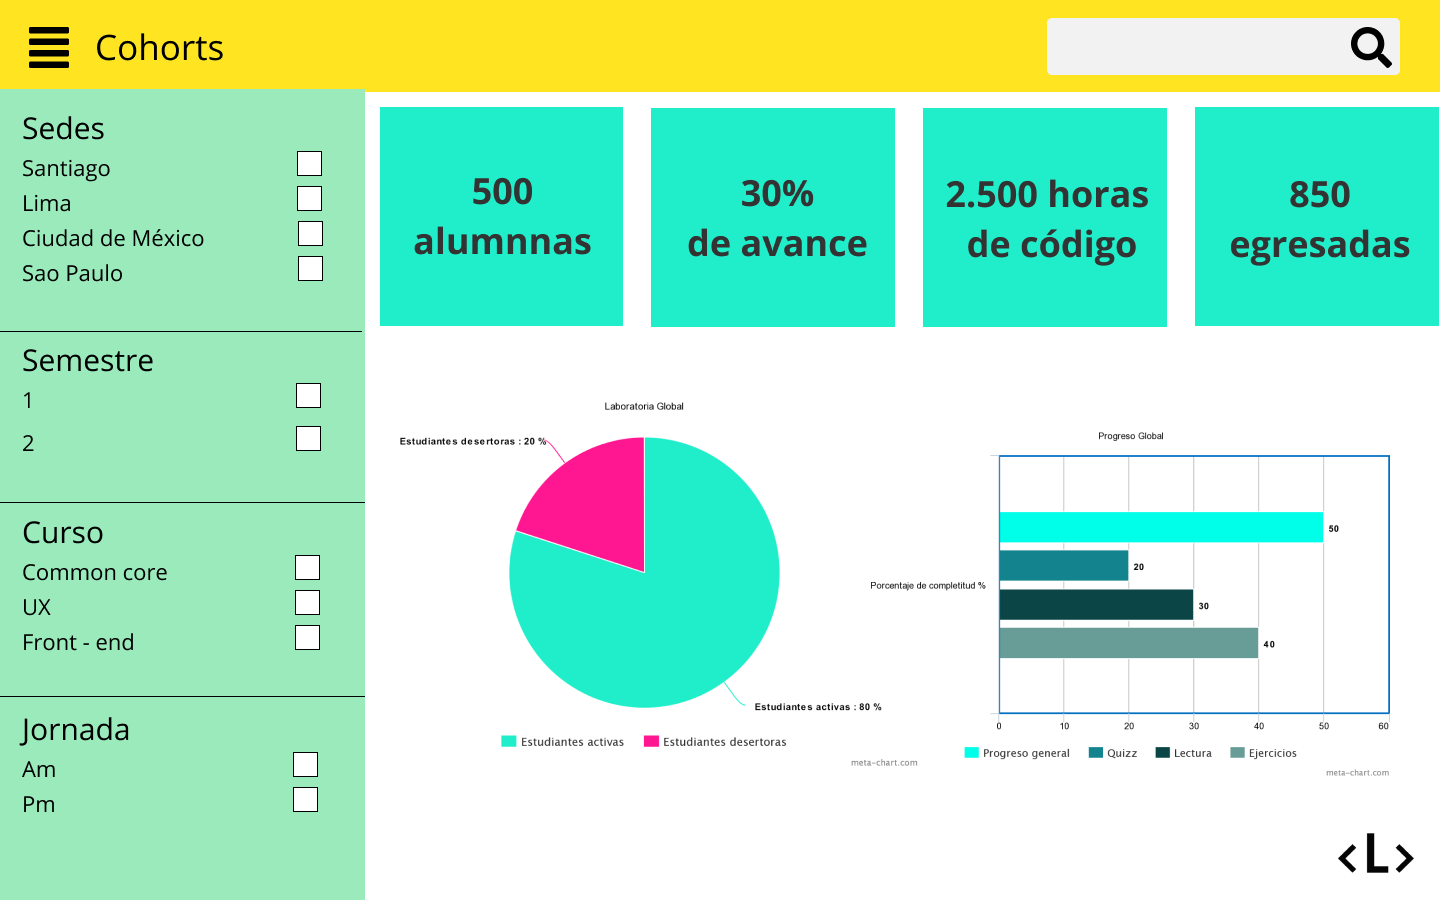 Cohorts
Sedes
Santiago
Lima
Ciudad de México
Sao Paulo
Semestre
1
2
Curso
Common core
UX
Front - end
Jornada
Am
Pm
500
alumnnas
30%
de avance
2.500 horas
de código
850
egresadas
Laboratoria Global
Estudiantes desertoras : 20 %
Estudiantes activas : 80 %
Estudiantes activas
Estudiantes desertoras
meta-chart.com
Progreso Global
Porcentaje de completitud %
50
20
30
40
0 10 20 30 40 50 60
Progreso general
Quizz
Lectura
Ejercicios
meta-chart.com
<L>